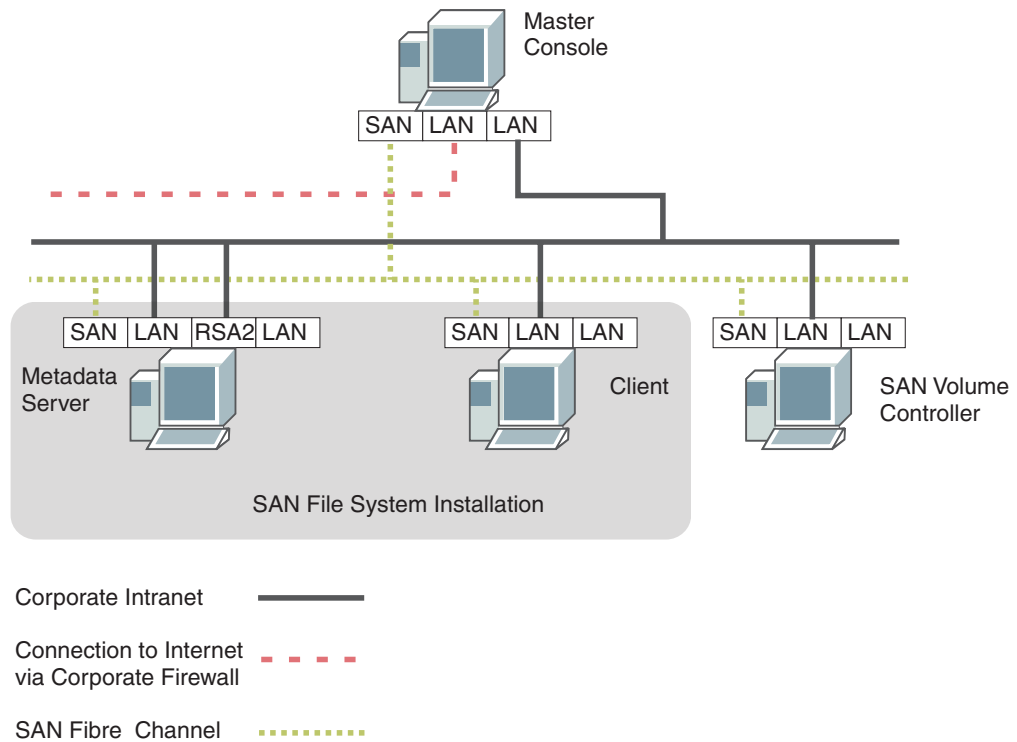 Master
Console
SAN LAN LAN
SAN LAN RSA2 LAN
SAN LAN LAN
SAN LAN LAN
Metadata
Server
Client
SAN Volume
Controller
SAN File System Installation
Corporate Intranet
Connection to Internet
via Corporate Firewall
SAN Fibre Channel